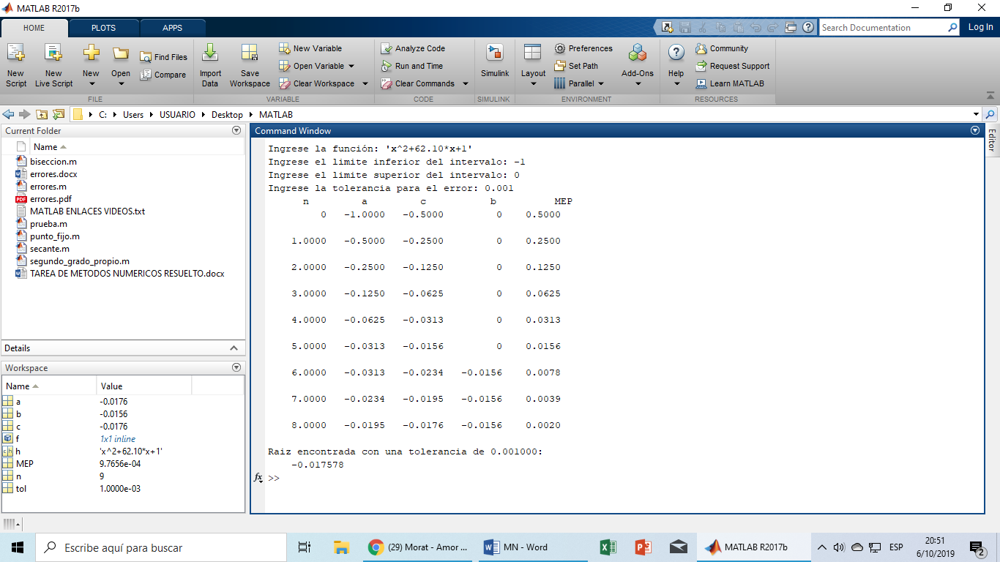 MATLAB R2017b
HOME PLOTS APPS
Search Documentation
Log In
New Script
New Live Script
New
Open
Find Files
Compare
FILE
Import Data
Save Workspace
New Variable
Open Variable
Clear Workspace
VARIABLE
Analyze Code
Run and Time
Clear Commands
CODE
Simulink
SIMULINK
Layout
Preferences
Set Path
Parallel
ENVIRONMENT
Add-Ons
Help
Community
Request Support
Learn MATLAB
RESOURCES
C: Users USUARIO Desktop MATLAB
Current Folder
Name
biseccion.m
errores.docx
errores.m
errores.pdf
MATLAB ENLACES VIDEOS.txt
prueba.m
punto_fijo.m
secante.m
segundo_grado_propio.m
TAREA DE METODOS NUMERICOS RESUELTO.docx
Details
Workspace
Name Value
a -0.0176
b -0.0156
c -0.0176
f 1x1 inline
h 'x^2+62.10*x+1'
MEP 9.7656e-04
n 9
tol 1.0000e-03
Command Window
Editor
Ingrese la función: 'x^2+62.10*x+1'
Ingrese el limite inferior del intervalo: -1
Ingrese el limite superior del intervalo: 0
Ingrese la tolerancia para el error: 0.001
n a c b MEP
0 -1.0000 -0.5000 0 0.5000
1.0000 -0.5000 -0.2500 0 0.2500
2.0000 -0.2500 -0.1250 0 0.1250
3.0000 -0.1250 -0.0625 0 0.0625
4.0000 -0.0625 -0.0313 0 0.0313
5.0000 -0.0313 -0.0156 0 0.0156
6.0000 -0.0313 -0.0234 -0.0156 0.0078
7.0000 -0.0234 -0.0195 -0.0156 0.0039
8.0000 -0.0195 -0.0176 -0.0156 0.0020
Raiz encontrada con una tolerancia de 0.001000:
-0.017578
fx >>
Escribe aquí para buscar
(29) Morat - Amor ...
MN - Word
MATLAB R2017b
ESP
20:51
6/10/2019
2